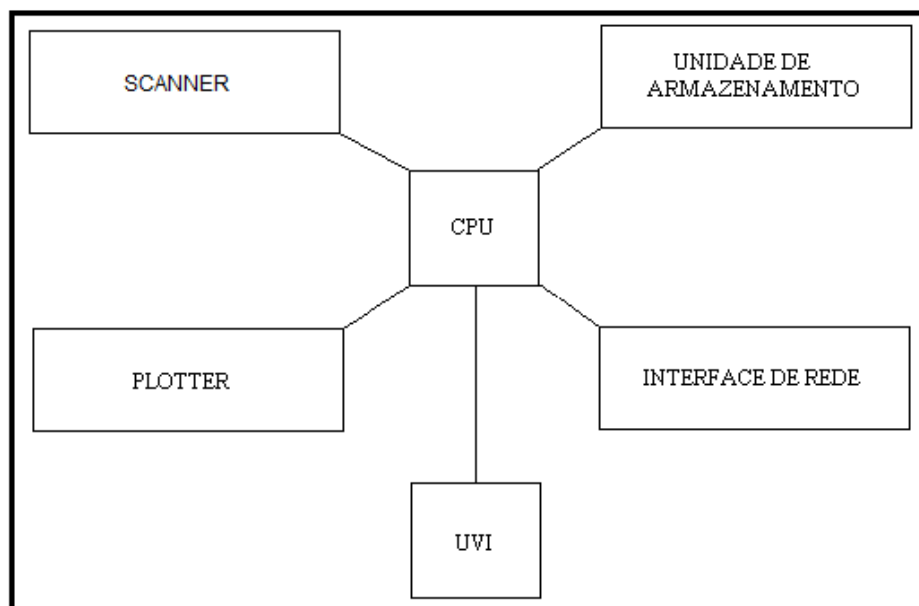 SCANNER
UNIDADE DE
ARMAZENAMENTO
CPU
PLOTTER
INTERFACE DE REDE
UVI